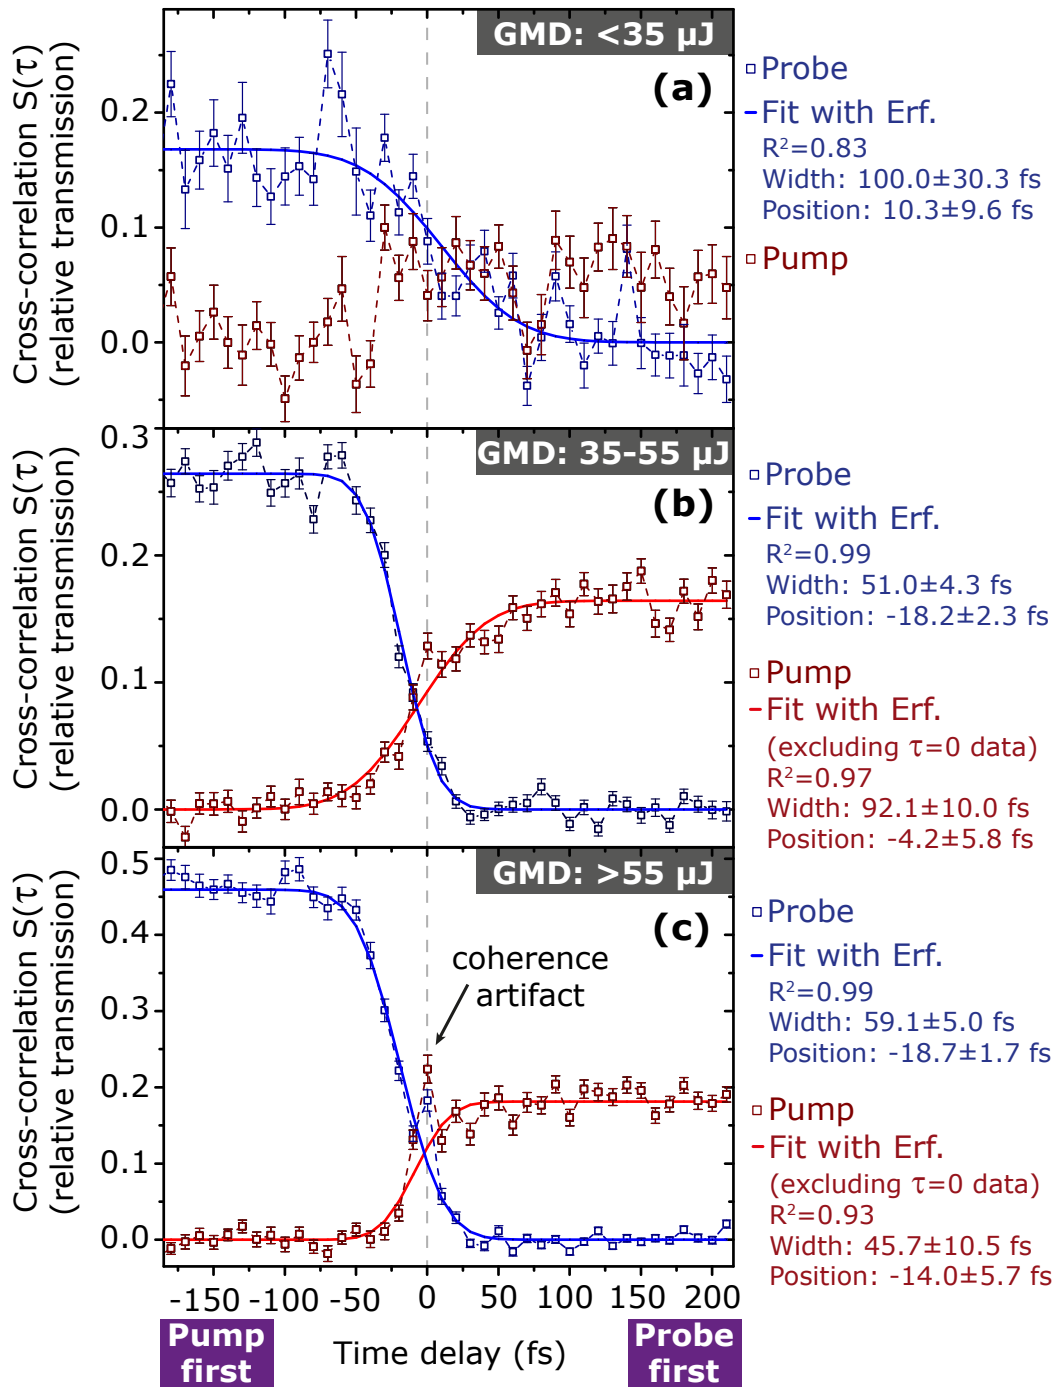 Cross-correlation S(τ)
(relative transmission)
0.2
0.1
0.0
GMD: <35 µJ
(a)
Probe
Fit with Erf.
R²=0.83
Width: 100.0±30.3 fs
Position: 10.3±9.6 fs
Pump
Cross-correlation S(τ)
(relative transmission)
0.3
0.2
0.1
0.0
GMD: 35-55 µJ
(b)
Probe
Fit with Erf.
R²=0.99
Width: 51.0±4.3 fs
Position: -18.2±2.3 fs
Pump
Fit with Erf.
(excluding τ=0 data)
R²=0.97
Width: 92.1±10.0 fs
Position: -4.2±5.8 fs
Cross-correlation S(τ)
(relative transmission)
0.5
0.4
0.3
0.2
0.1
0.0
GMD: >55 µJ
(c)
coherence
artifact
Probe
Fit with Erf.
R²=0.99
Width: 59.1±5.0 fs
Position: -18.7±1.7 fs
Pump
Fit with Erf.
(excluding τ=0 data)
R²=0.93
Width: 45.7±10.5 fs
Position: -14.0±5.7 fs
-150 -100 -50 0 50 100 150 200
Pump
first
Time delay (fs)
Probe
first